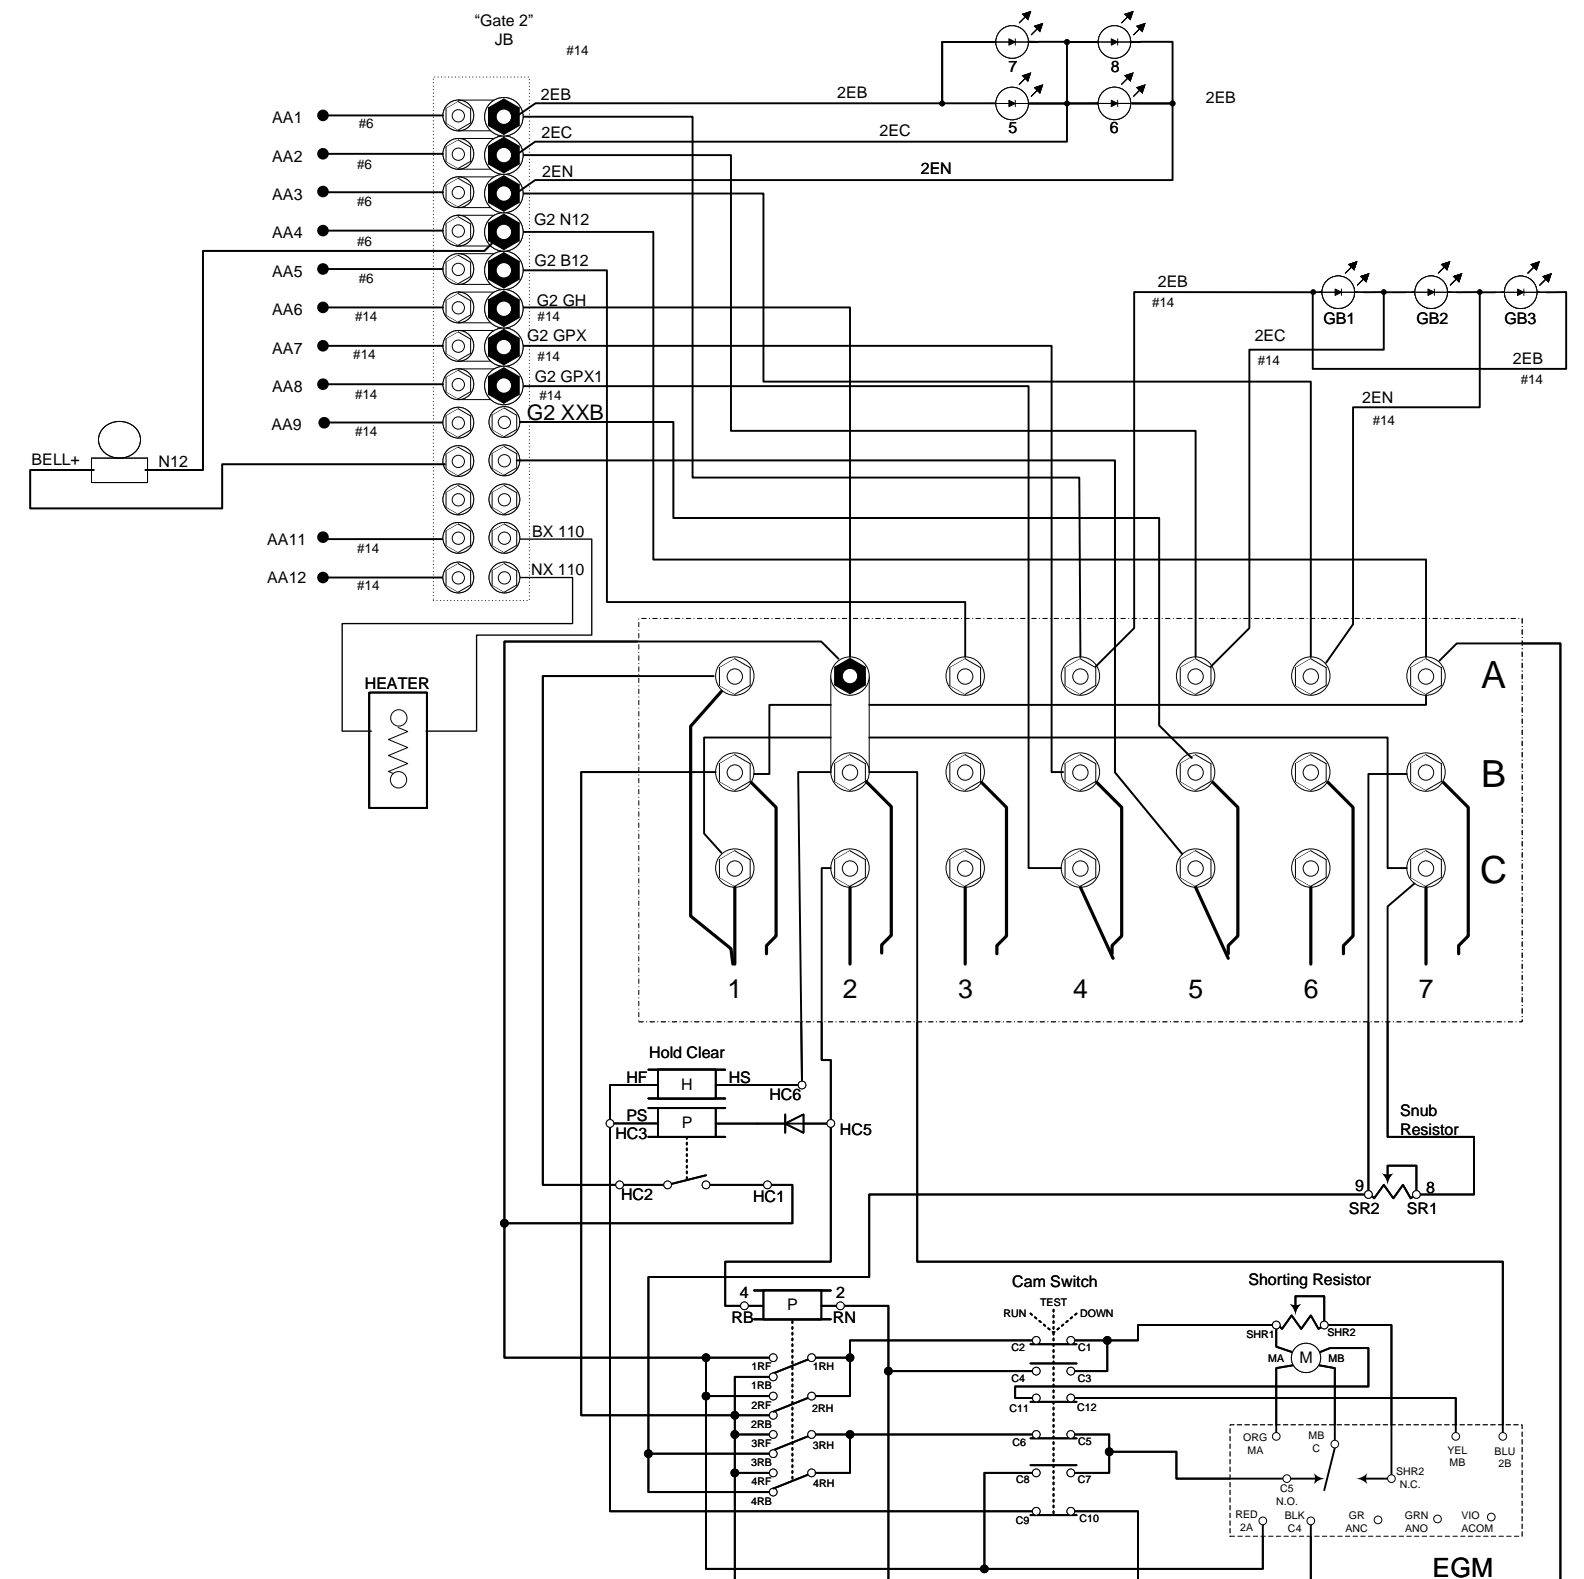 “Gate 2”
JB
#14
2EB
2EB
2EB
7
8
5
6
AA1
#6
2EC
2EC
AA2
#6
2EN
2EN
AA3
#6
G2 N12
AA4
#6
G2 B12
AA5
#6
G2 GH
#14
AA6
#14
G2 GPX
#14
AA7
#14
G2 GPX1
#14
AA8
#14
G2 XXB
AA9
#14
BELL+
N12
AA11
#14
BX 110
AA12
#14
NX 110
2EB
#14
GB1
GB2
GB3
2EC
#14
2EB
#14
2EN
#14
HEATER
A
B
C
1
2
3
4
5
6
7
Hold Clear
HF
H
HS
HC6
PS
HC3
P
HC5
HC2
HC1
Snub
Resistor
9
8
SR2
SR1
4
P
2
RB
RN
Cam Switch
RUN
TEST
DOWN
Shorting Resistor
SHR1
SHR2
MA
M
MB
C2
C1
C4
C3
C11
C12
C6
C5
C8
C7
C9
C10
1RF
1RH
1RB
2RF
2RH
2RB
3RF
3RH
3RB
4RF
4RH
4RB
ORG
MA
MB
C
YEL
MB
BLU
2B
C5
N.O.
SHR2
N.C.
RED
2A
BLK
C4
GR
ANC
GRN
ANO
VIO
ACOM
EGM